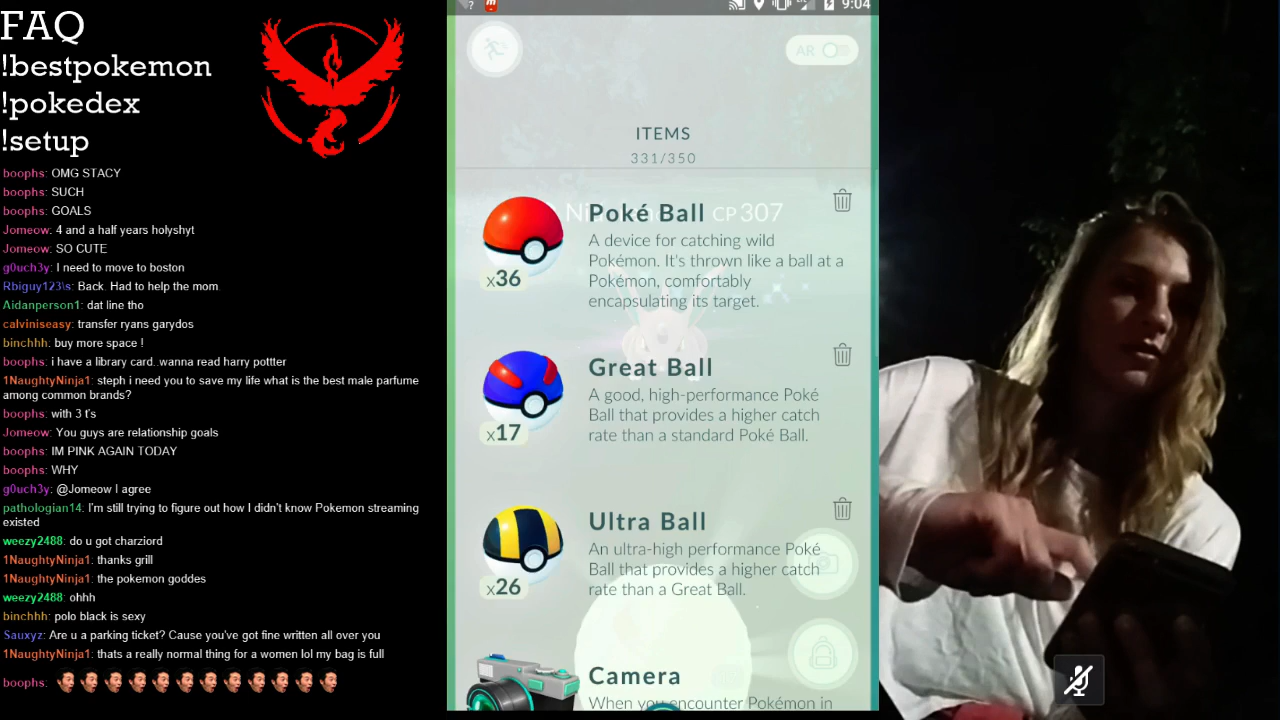 FAQ
!bestpokemon
!pokedex
!setup
boophs: OMG STACY
boophs: SUCH
boophs: GOALS
Jomeow: 4 and a half years holyshyt
Jomeow: SO CUTE
g0uch3y: I need to move to boston
Rbiguy123\s: Back. Had to help the mom.
Aidanperson1: dat line tho
calviniseasy: transfer ryans garydos
binchhh: buy more space !
boophs: i have a library card..wanna read harry pottter
1NaughtyNinja1: steph i need you to save my life what is the best male parfume
among common brands?
boophs: with 3 t's
Jomeow: You guys are relationship goals
boophs: IM PINK AGAIN TODAY
boophs: WHY
g0uch3y: @Jomeow I agree
pathologian14: I'm still trying to figure out how I didn't know Pokemon streaming
existed
weezy2488: do u got charziord
1NaughtyNinja1: thanks grill
1NaughtyNinja1: the pokemon goddes
weezy2488: ohhh
binchhh: polo black is sexy
Sauxyz: Are u a parking ticket? Cause you've got fine written all over you
1NaughtyNinja1: thats a really normal thing for a women lol my bag is full
boophs:
9:04
AR
ITEMS
331/350
Poké Ball
CP307
A device for catching wild
Pokémon. It's thrown like a ball at a
Pokémon, comfortably
encapsulating its target.
x36
Great Ball
A good, high-performance Poké
Ball that provides a higher catch
rate than a standard Poké Ball.
x17
Ultra Ball
An ultra-high performance Poké
Ball that provides a higher catch
rate than a Great Ball.
x26
Camera
When you encounter Pokémon in